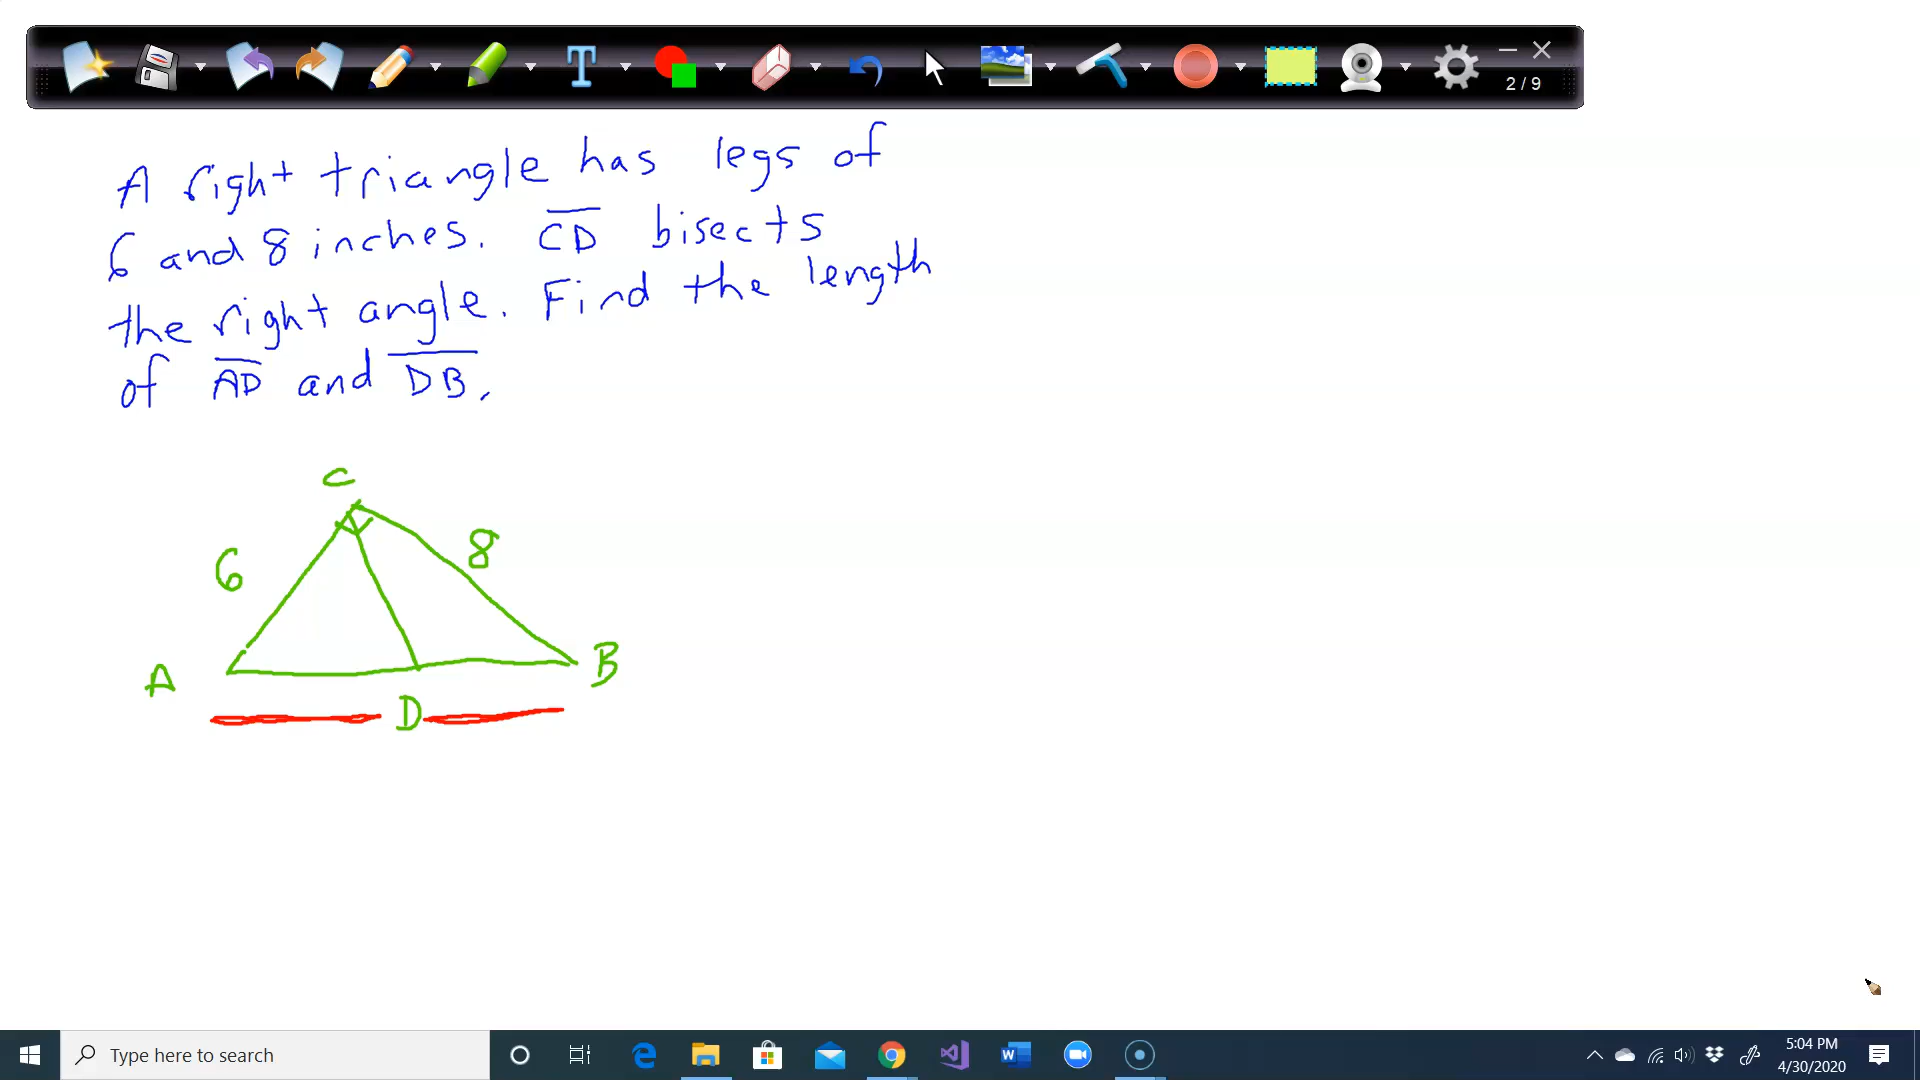 2 / 9
A right triangle has legs of
6 and 8 inches. CD bisects
the right angle. Find the length
of AD and DB.
C
6
8
A
B
D
Type here to search
5:04 PM
4/30/2020